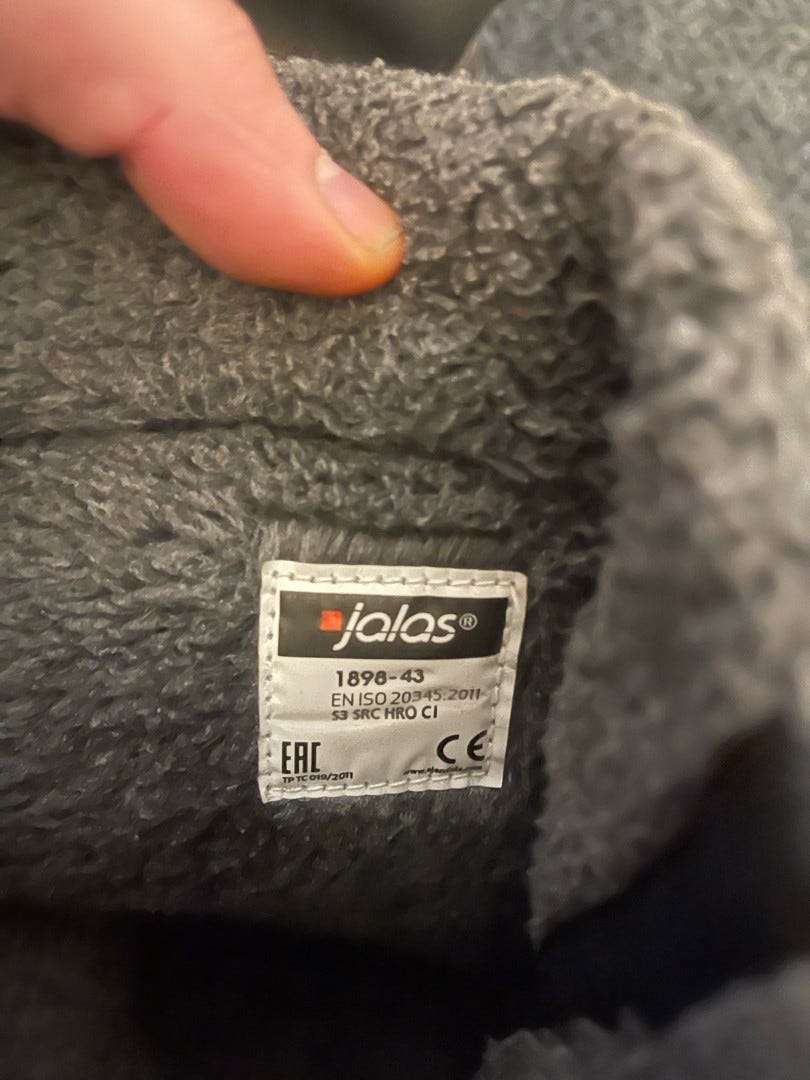 jalas®
1898-43
EN ISO 20345:2011
S3 SRC HRO CI
EAC
CE
TP TC 019/2011